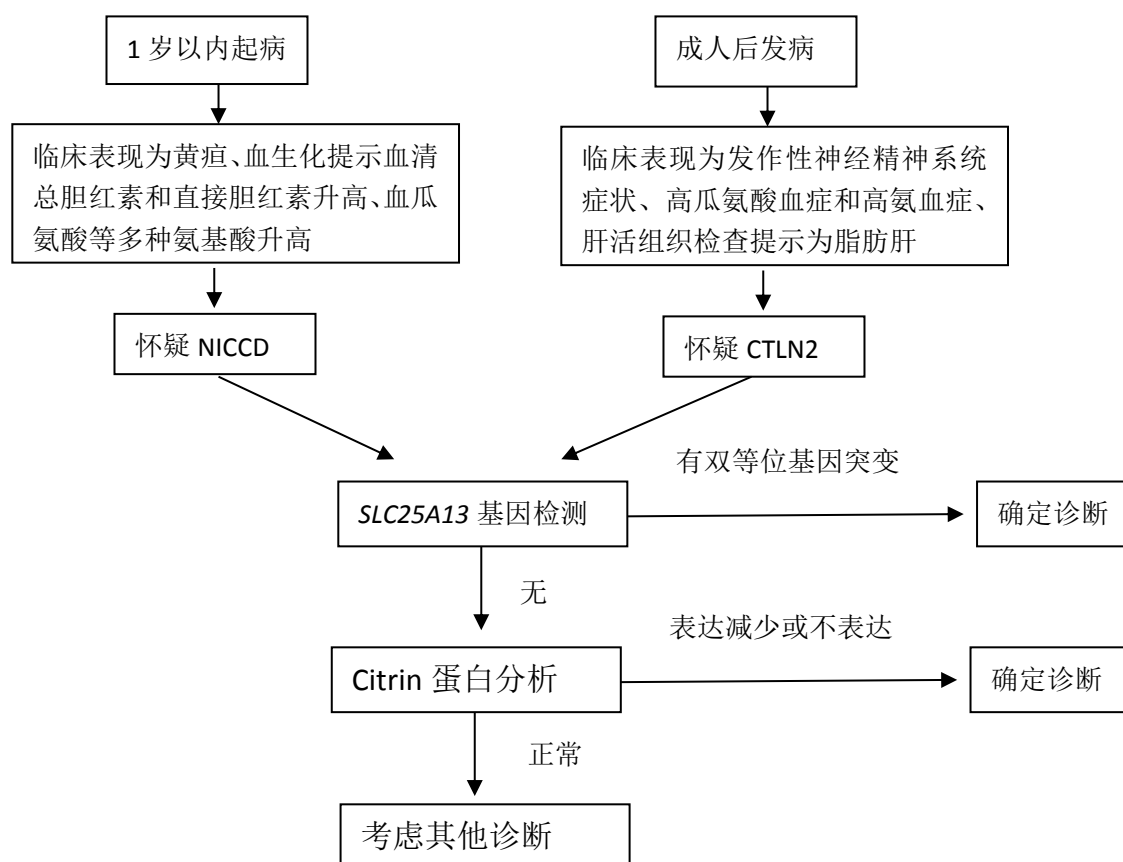 1 岁以内起病
成人后发病
临床表现为黄疸、血生化提示血清
总胆红素和直接胆红素升高、血瓜
氨酸等多种氨基酸升高
临床表现为发作性神经精神系统
症状、高瓜氨酸血症和高氨血症、
肝活组织检查提示为脂肪肝
怀疑 NICCD
怀疑 CTLN2
有双等位基因突变
SLC25A13 基因检测
确定诊断
无
表达减少或不表达
Citrin 蛋白分析
确定诊断
正常
考虑其他诊断